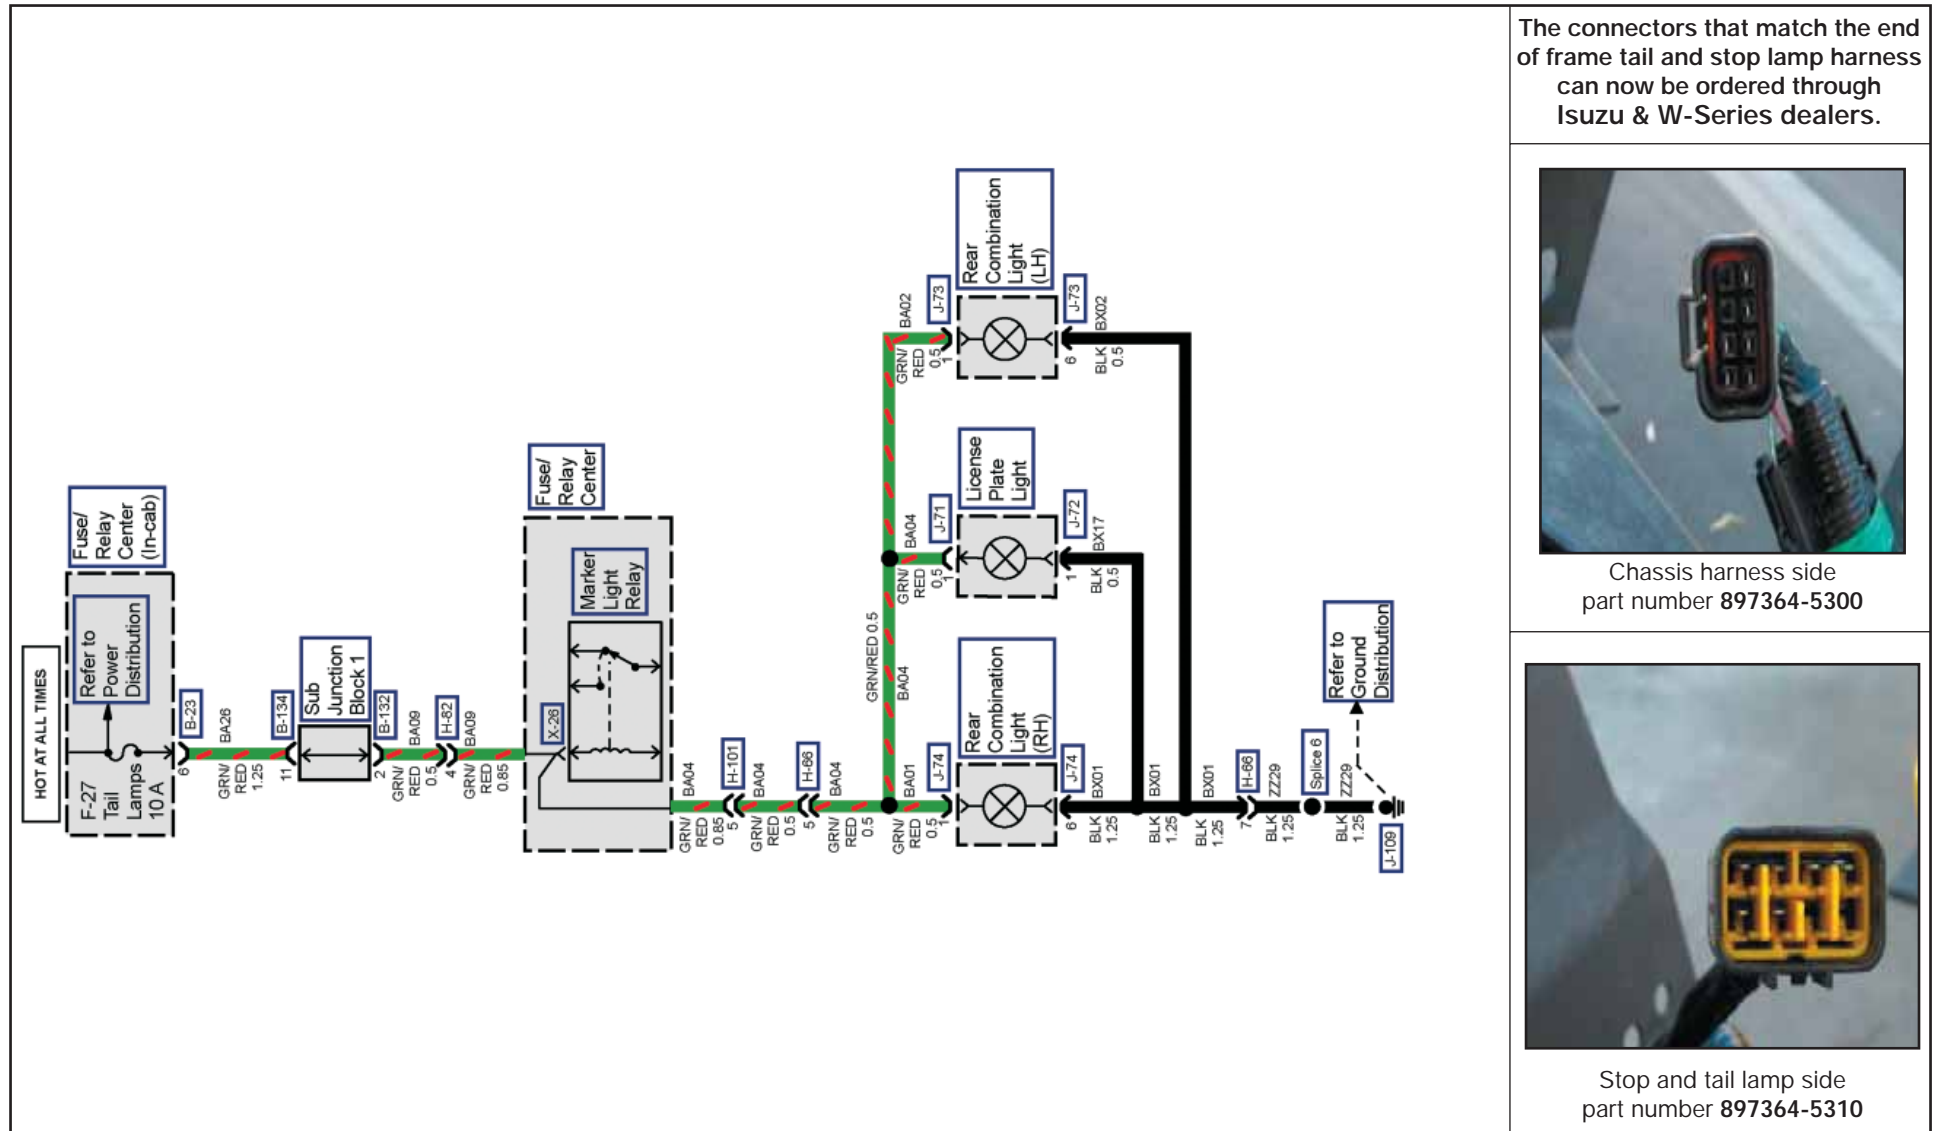 HOT AT ALL TIMES
F-27
Tail
Lamps
10 A
Refer to
Power
Distribution
Fuse/
Relay
Center
(In-cab)
6
B-23
GRN/
RED
1.25
BA26
11
B-134
Sub
Junction
Block 1
2
B-132
GRN/
RED
0.5
BA09
4
H-82
GRN/
RED
0.85
BA09
Fuse/
Relay
Center
X-26
Marker
Light
Relay
GRN/
RED
0.85
BA04
5
H-101
GRN/
RED
0.5
BA04
5
H-66
GRN/
RED
0.5
BA04
GRN/RED 0.5
BA04
GRN/
RED
0.5
BA01
1
J-74
Rear
Combination
Light
(RH)
6
J-74
BLK
1.25
BX01
BLK
1.25
BX01
BLK
1.25
BX01
7
H-66
BLK
1.25
ZZ29
Splice 6
BLK
1.25
ZZ29
J-109
Refer to
Ground
Distribution
GRN/
RED
0.5
BA04
1
J-71
License
Plate
Light
1
J-72
BLK
0.5
BX17
GRN/
RED
0.5
BA02
1
J-73
Rear
Combination
Light
(LH)
6
J-73
BLK
0.5
BX02
The connectors that match the end
of frame tail and stop lamp harness
can now be ordered through
Isuzu & W-Series dealers.
Chassis harness side
part number 897364-5300
Stop and tail lamp side
part number 897364-5310